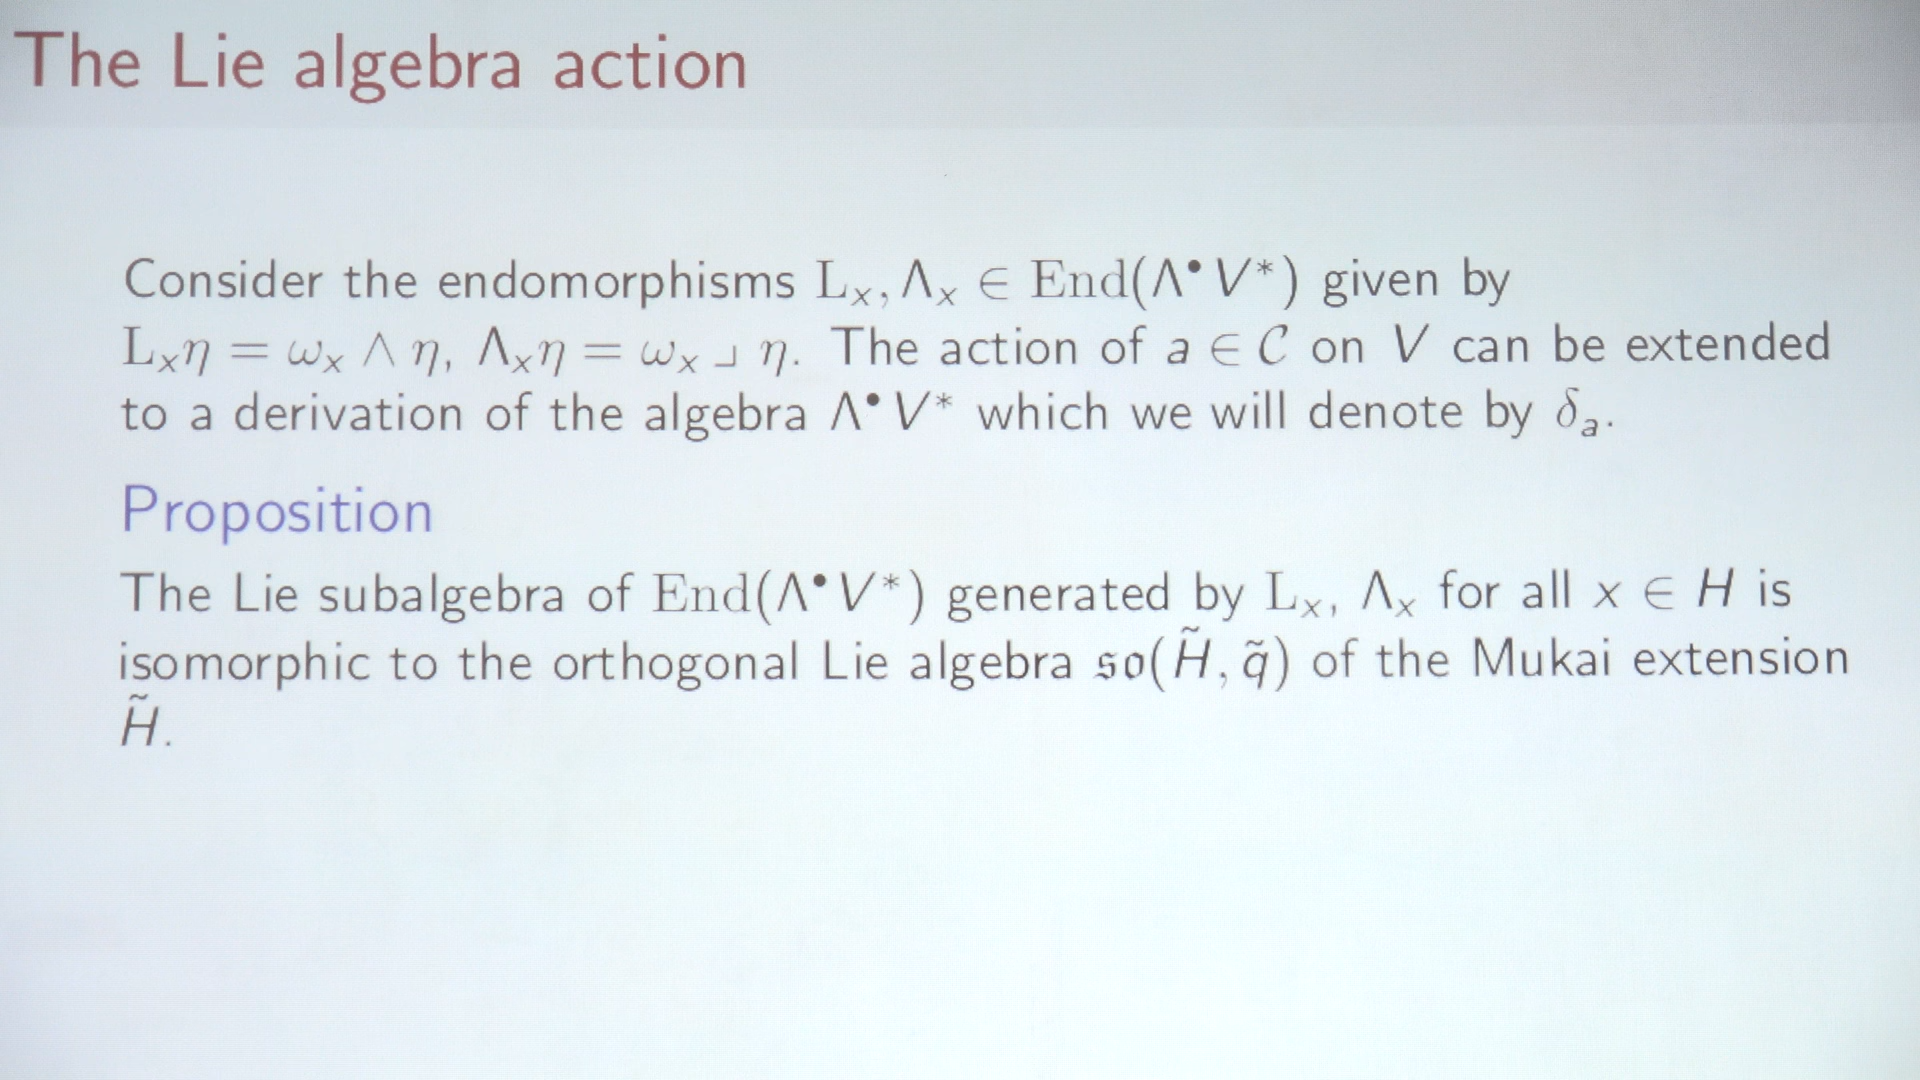 The Lie algebra action
Consider the endomorphisms Lₓ, Λₓ ∈ End(Λ•V*) given by
Lₓη = ωₓ ∧ η, Λₓη = ωₓ ⌟ η. The action of a ∈ 𝒞 on V can be extended
to a derivation of the algebra Λ•V* which we will denote by δₐ.
Proposition
The Lie subalgebra of End(Λ•V*) generated by Lₓ, Λₓ for all x ∈ H is
isomorphic to the orthogonal Lie algebra 𝔰𝔬(H̃, q̃) of the Mukai extension
H̃.